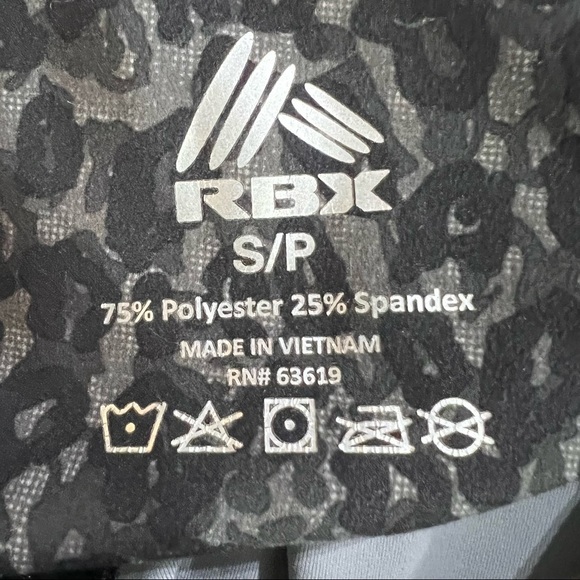 RBX
S/P
75% Polyester 25% Spandex
MADE IN VIETNAM
RN# 63619